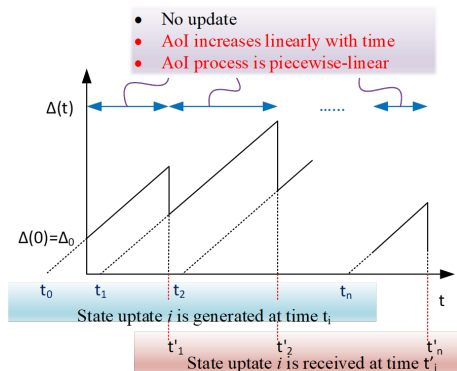 • No update
• AoI increases linearly with time
• AoI process is piecewise-linear
Δ(t)
......
Δ(0)=Δ₀
t₀ t₁ t₂ tₙ t
State uptate i is generated at time tᵢ
t'₁ t'₂ t'ₙ
State uptate i is received at time t'ᵢ